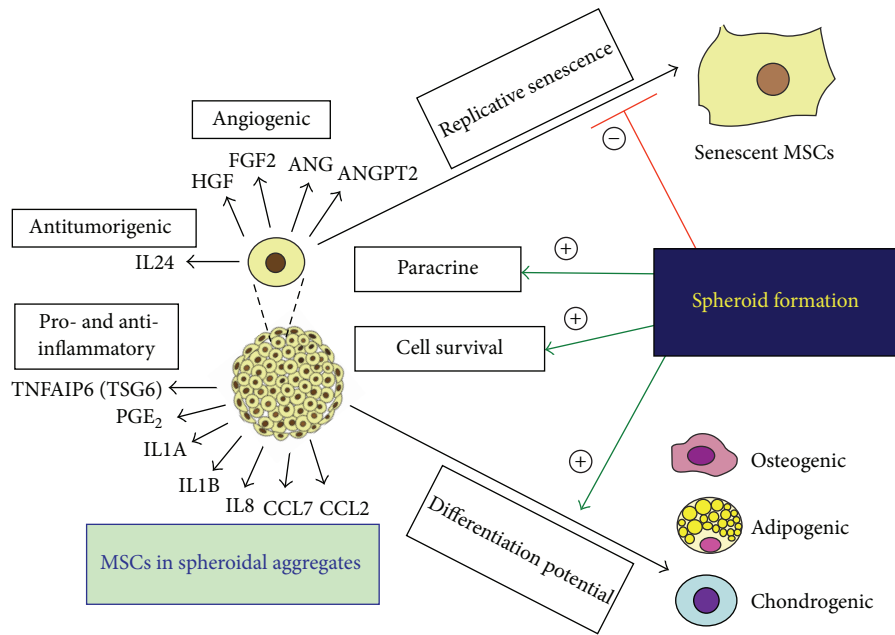 Replicative senescence
Senescent MSCs
Angiogenic
HGF
FGF2
ANG
ANGPT2
Antitumorigenic
IL24
Pro- and anti-
inflammatory
TNFAIP6 (TSG6)
PGE₂
IL1A
IL1B
IL8
CCL7
CCL2
MSCs in spheroidal aggregates
Paracrine
Cell survival
Differentiation potential
−
+
+
+
Spheroid formation
Osteogenic
Adipogenic
Chondrogenic